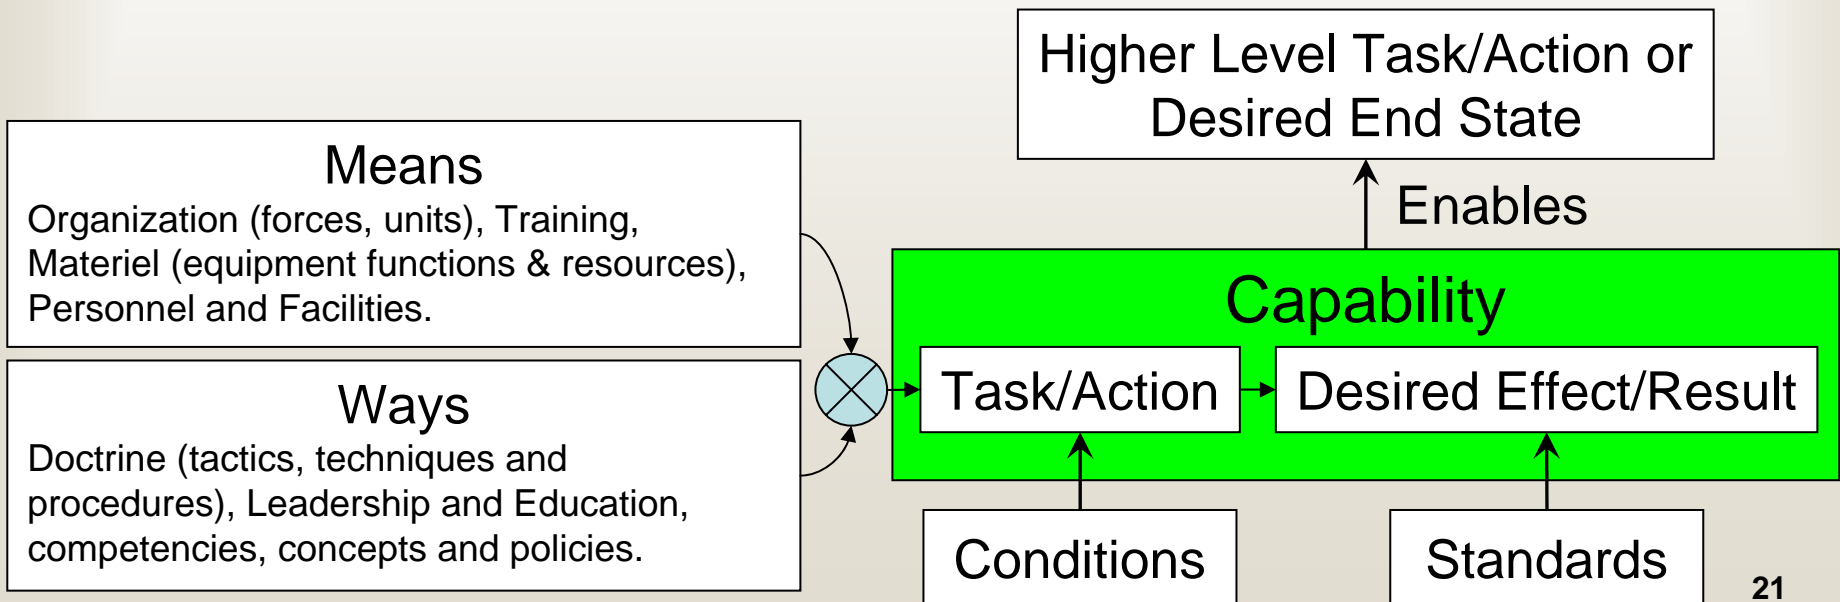 Higher Level Task/Action or
Desired End State
Means
Organization (forces, units), Training,
Materiel (equipment functions & resources),
Personnel and Facilities.
Enables
Capability
Task/Action
Desired Effect/Result
Ways
Doctrine (tactics, techniques and
procedures), Leadership and Education,
competencies, concepts and policies.
Conditions
Standards
21